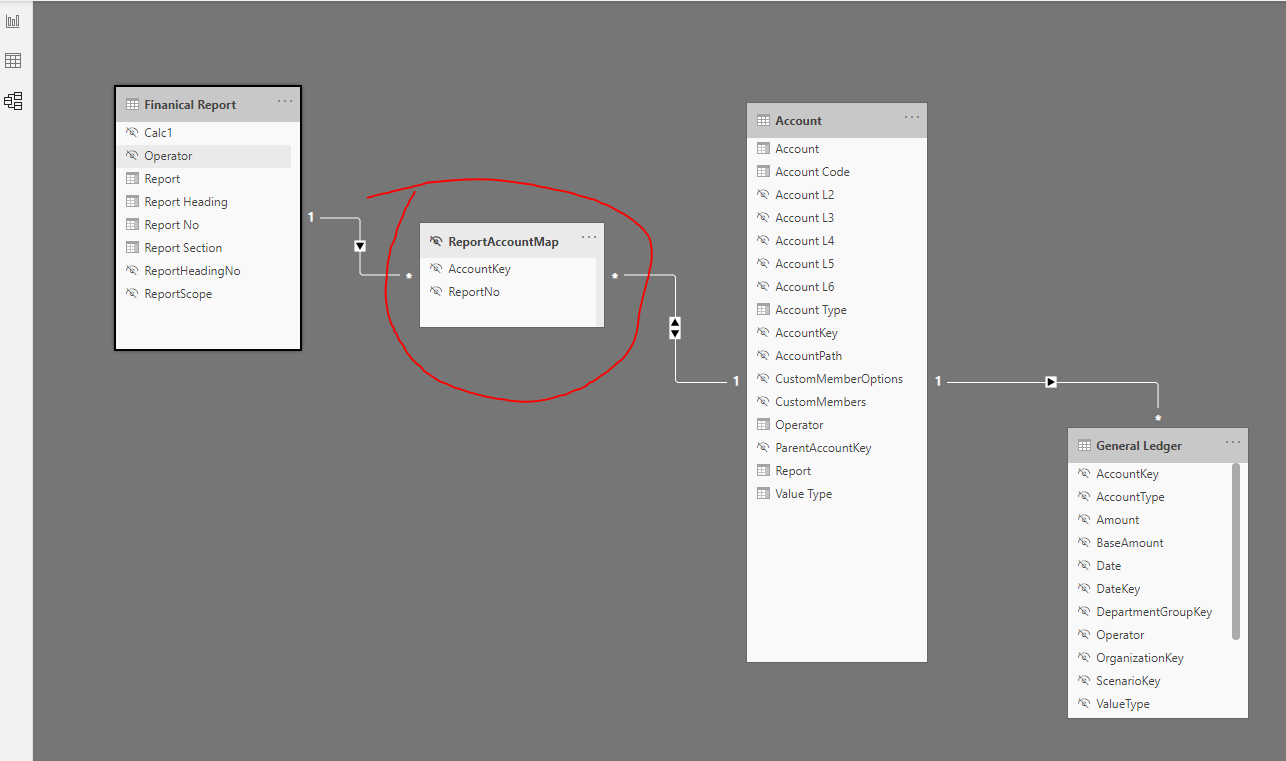 Finanical Report
Calc1
Operator
Report
Report Heading
Report No
Report Section
ReportHeadingNo
ReportScope
1
*
ReportAccountMap
AccountKey
ReportNo
*
1
Account
Account
Account Code
Account L2
Account L3
Account L4
Account L5
Account L6
Account Type
AccountKey
AccountPath
CustomMemberOptions
CustomMembers
Operator
ParentAccountKey
Report
Value Type
1
*
General Ledger
AccountKey
AccountType
Amount
BaseAmount
Date
DateKey
DepartmentGroupKey
Operator
OrganizationKey
ScenarioKey
ValueType